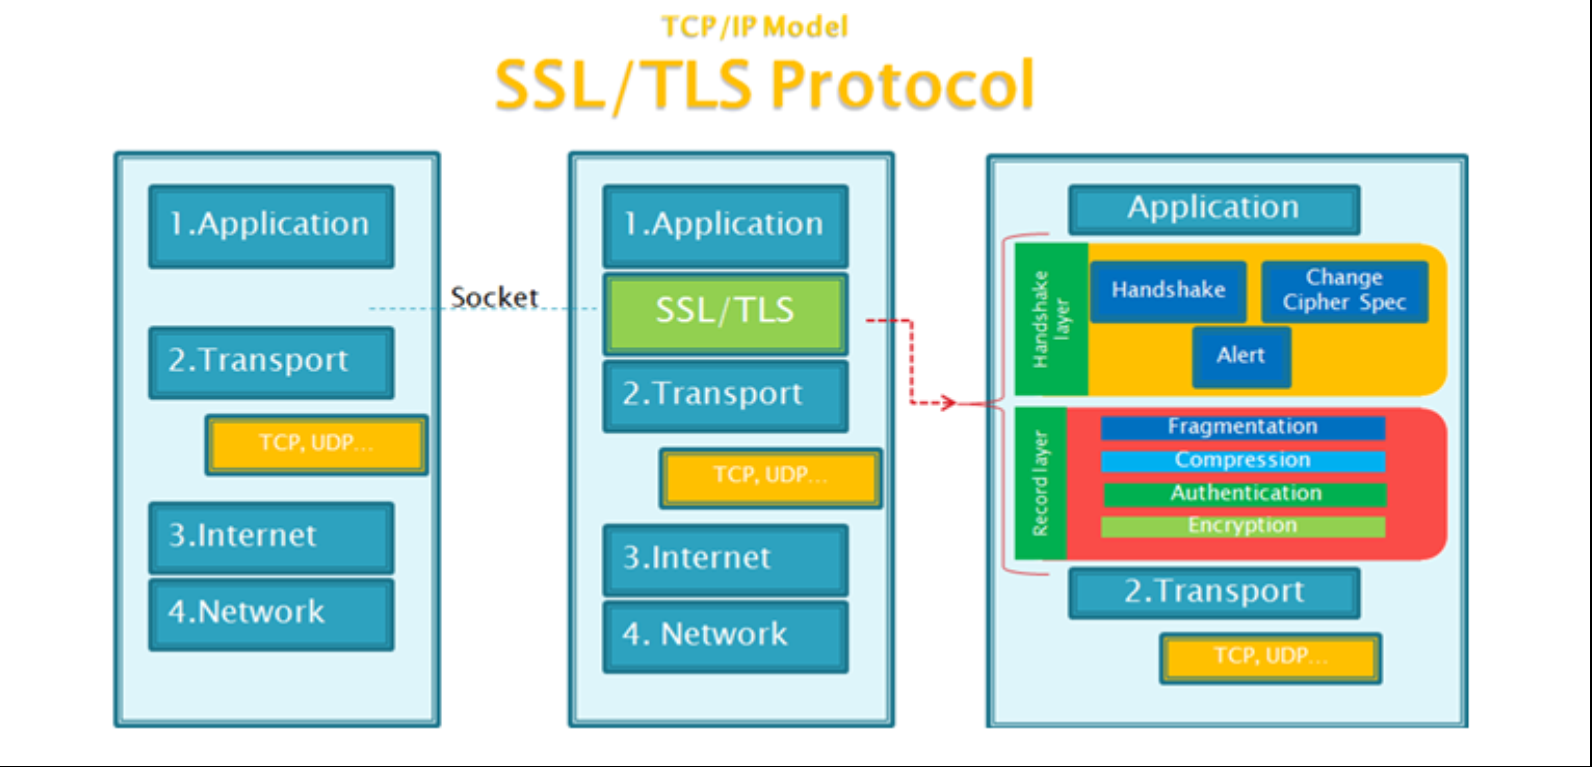 TCP/IP Model
SSL/TLS Protocol
1.Application
2.Transport
TCP, UDP...
3.Internet
4.Network
Socket
1.Application
SSL/TLS
2.Transport
TCP, UDP...
3.Internet
4. Network
Application
Handshake
layer
Handshake
Change
Cipher Spec
Alert
Record layer
Fragmentation
Compression
Authentication
Encryption
2.Transport
TCP, UDP...